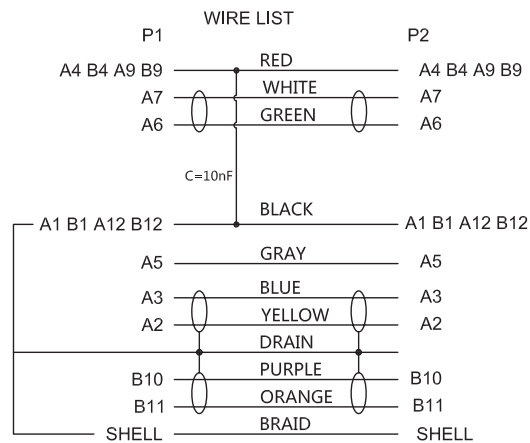 WIRE LIST
P1 P2
A4 B4 A9 B9 RED A4 B4 A9 B9
A7 WHITE A7
A6 GREEN A6
C=10nF
A1 B1 A12 B12 BLACK A1 B1 A12 B12
A5 GRAY A5
A3 BLUE A3
A2 YELLOW A2
DRAIN
B10 PURPLE B10
B11 ORANGE B11
SHELL BRAID SHELL